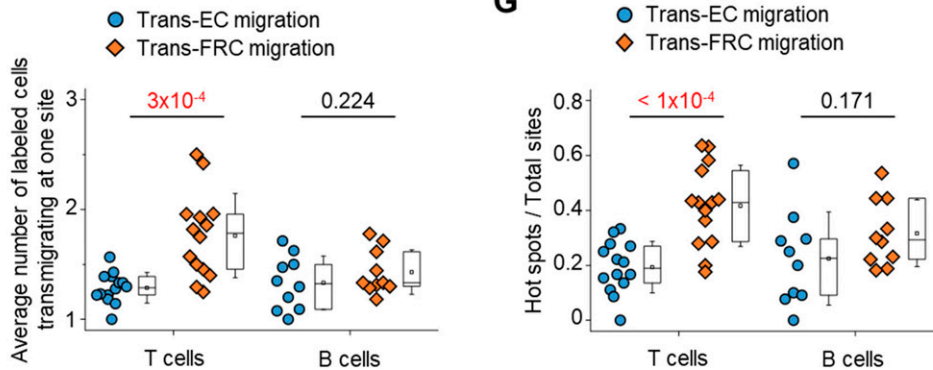 Trans-EC migration
Trans-FRC migration
Average number of labeled cells
transmigrating at one site
3
2
1
3x10-4
0.224
T cells
B cells
G
Trans-EC migration
Trans-FRC migration
Hot spots / Total sites
0.8
0.6
0.4
0.2
0
< 1x10-4
0.171
T cells
B cells